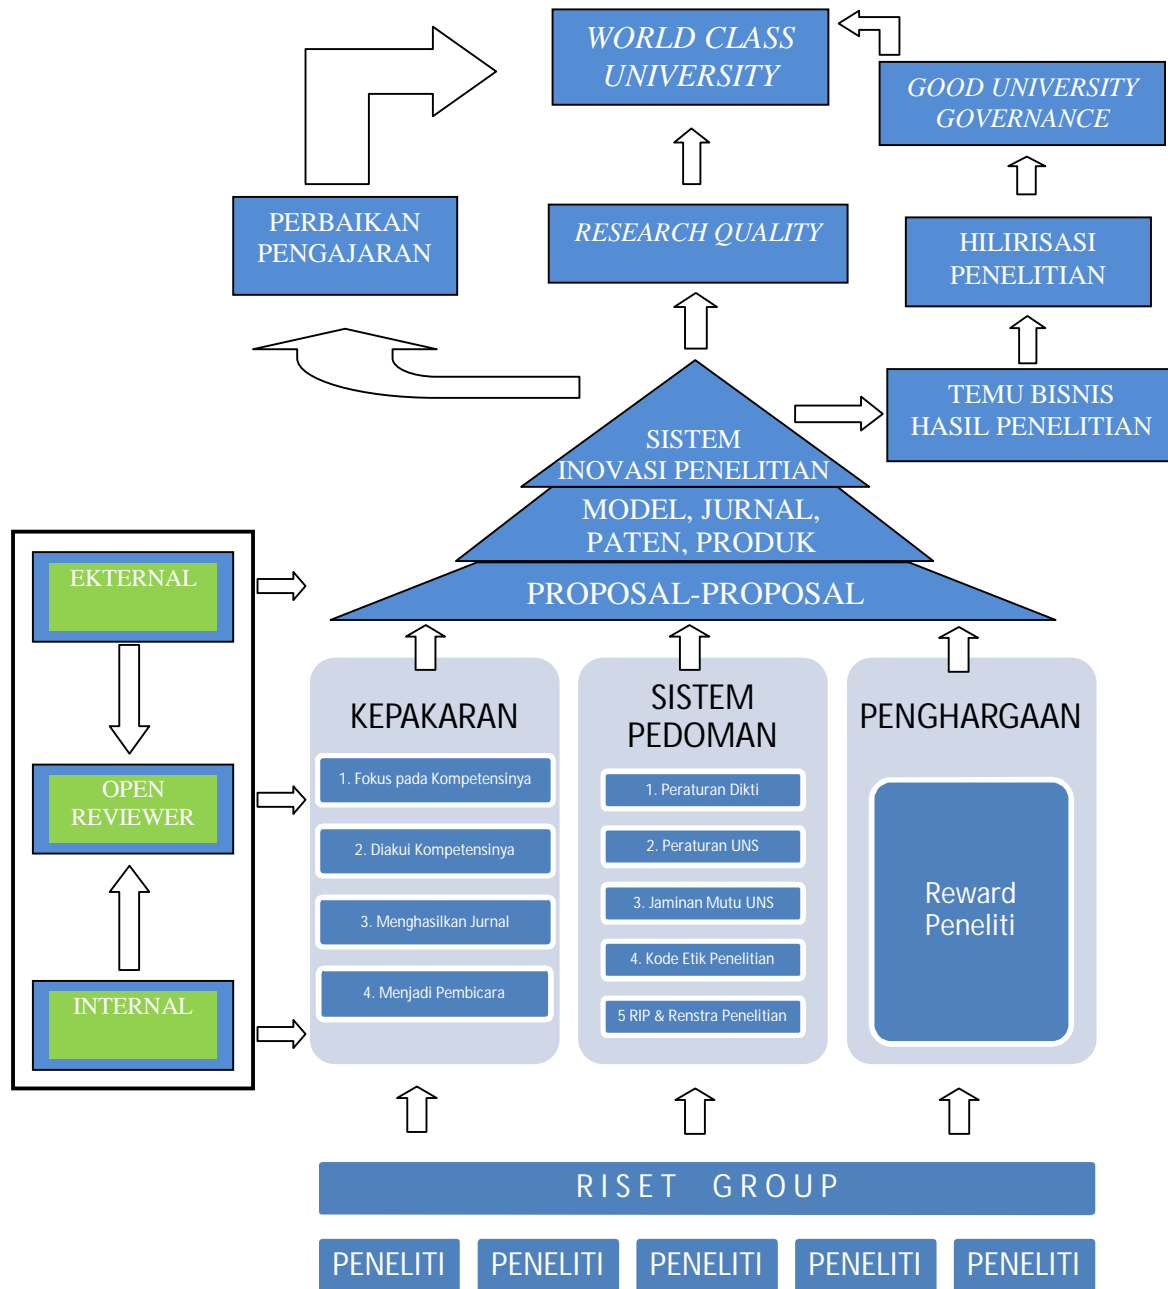 WORLD CLASS
UNIVERSITY
GOOD UNIVERSITY
GOVERNANCE
PERBAIKAN
PENGAJARAN
RESEARCH QUALITY
HILIRISASI
PENELITIAN
TEMU BISNIS
HASIL PENELITIAN
SISTEM
INOVASI PENELITIAN
MODEL, JURNAL,
PATEN, PRODUK
PROPOSAL-PROPOSAL
EKTERNAL
OPEN
REVIEWER
INTERNAL
KEPAKARAN
1. Fokus pada Kompetensinya
2. Diakui Kompetensinya
3. Menghasilkan Jurnal
4. Menjadi Pembicara
SISTEM
PEDOMAN
1. Peraturan Dikti
2. Peraturan UNS
3. Jaminan Mutu UNS
4. Kode Etik Penelitian
5 RIP & Renstra Penelitian
PENGHARGAAN
Reward
Peneliti
RISET GROUP
PENELITI
PENELITI
PENELITI
PENELITI
PENELITI